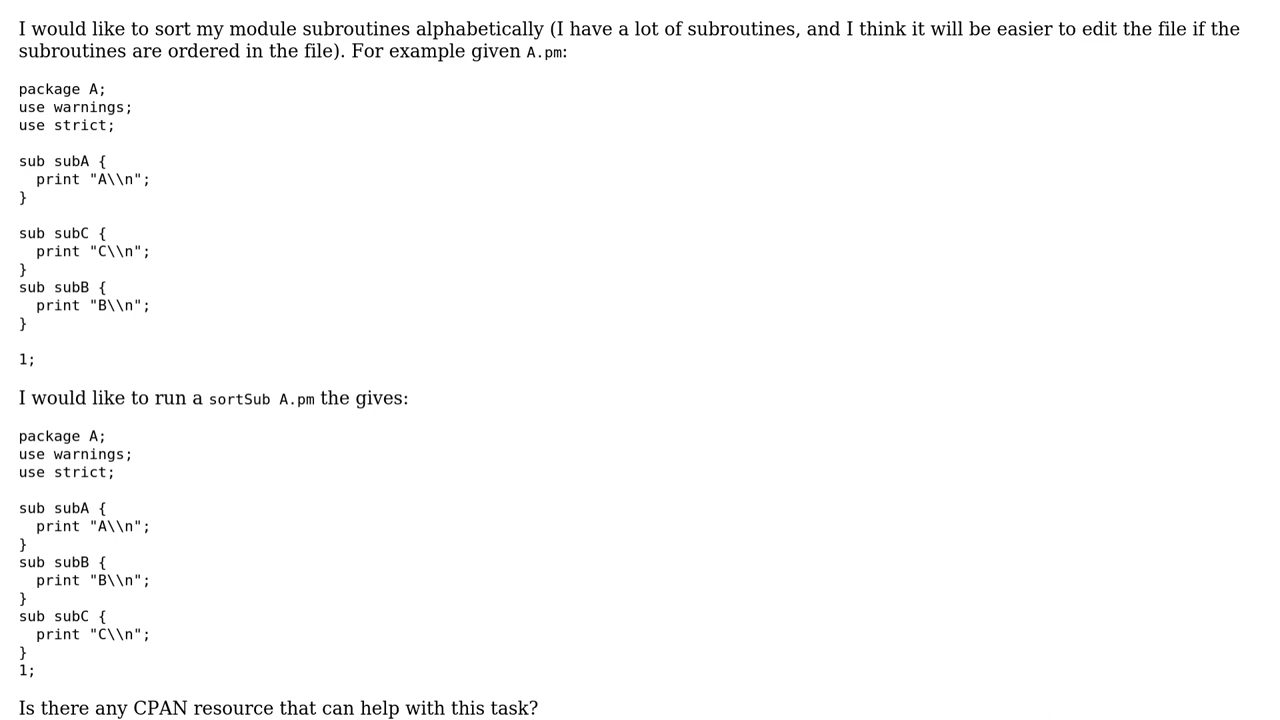 I would like to sort my module subroutines alphabetically (I have a lot of subroutines, and I think it will be easier to edit the file if the
subroutines are ordered in the file). For example given A.pm:
package A;
use warnings;
use strict;
sub subA {
  print "A\\n";
}
sub subC {
  print "C\\n";
}
sub subB {
  print "B\\n";
}
1;
I would like to run a sortSub A.pm the gives:
package A;
use warnings;
use strict;
sub subA {
  print "A\\n";
}
sub subB {
  print "B\\n";
}
sub subC {
  print "C\\n";
}
1;
Is there any CPAN resource that can help with this task?